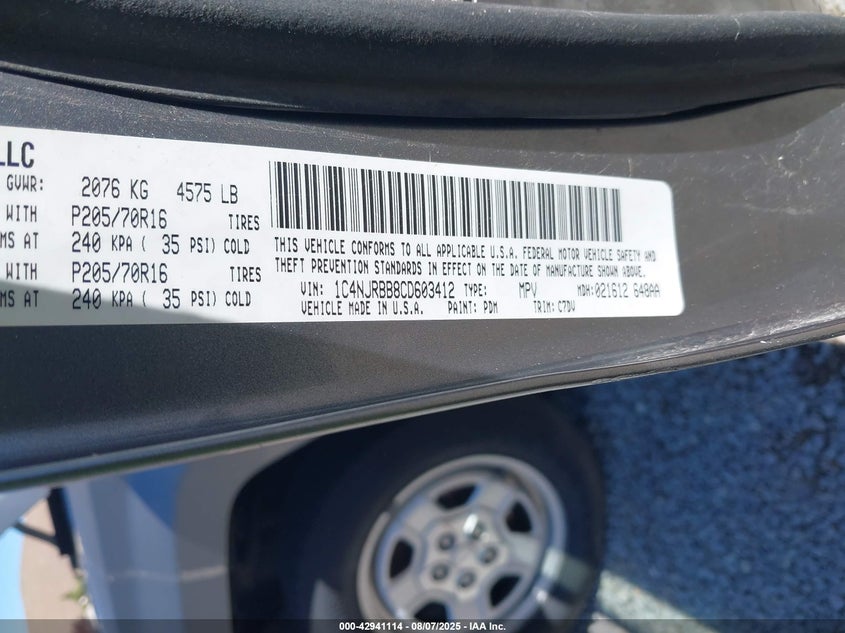 LLC
GVWR: 2076 KG 4575 LB
WITH P205/70R16 TIRES
MS AT 240 KPA ( 35 PSI) COLD
WITH P205/70R16 TIRES
MS AT 240 KPA ( 35 PSI) COLD
THIS VEHICLE CONFORMS TO ALL APPLICABLE U.S.A. FEDERAL MOTOR VEHICLE SAFETY AND
THEFT PREVENTION STANDARDS IN EFFECT ON THE DATE OF MANUFACTURE SHOWN ABOVE.
VIN: 1C4NJRBB8CD603412 TYPE: MPV MDH: 021612 648AA
VEHICLE MADE IN U.S.A. PAINT: PDM TRIM: C7DV
000-42941114 - 08/07/2025 - IAA Inc.